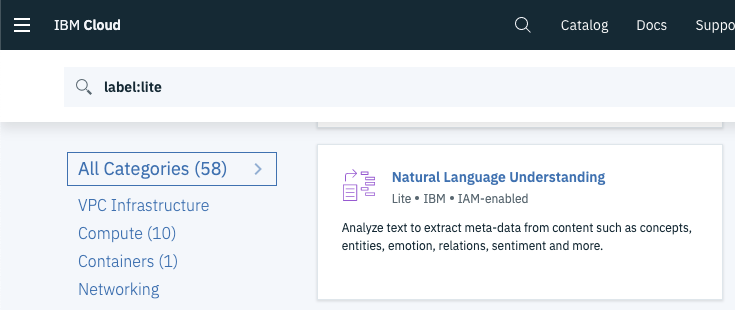 IBM Cloud
Catalog
Docs
label:lite
All Categories (58)
VPC Infrastructure
Compute (10)
Containers (1)
Networking
Natural Language Understanding
Lite • IBM • IAM-enabled
Analyze text to extract meta-data from content such as concepts,
entities, emotion, relations, sentiment and more.